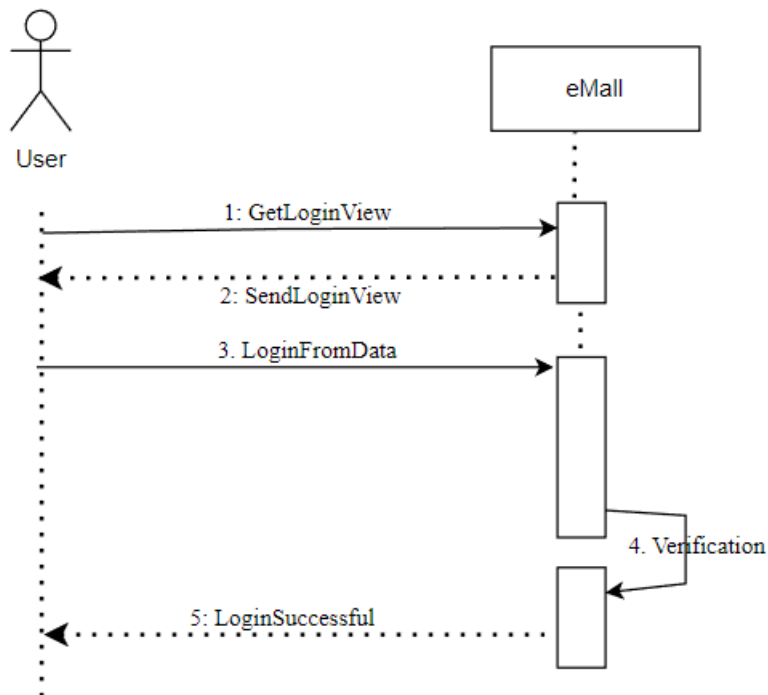 eMall
User
1: GetLoginView
2: SendLoginView
3. LoginFromData
4. Verification
5: LoginSuccessful